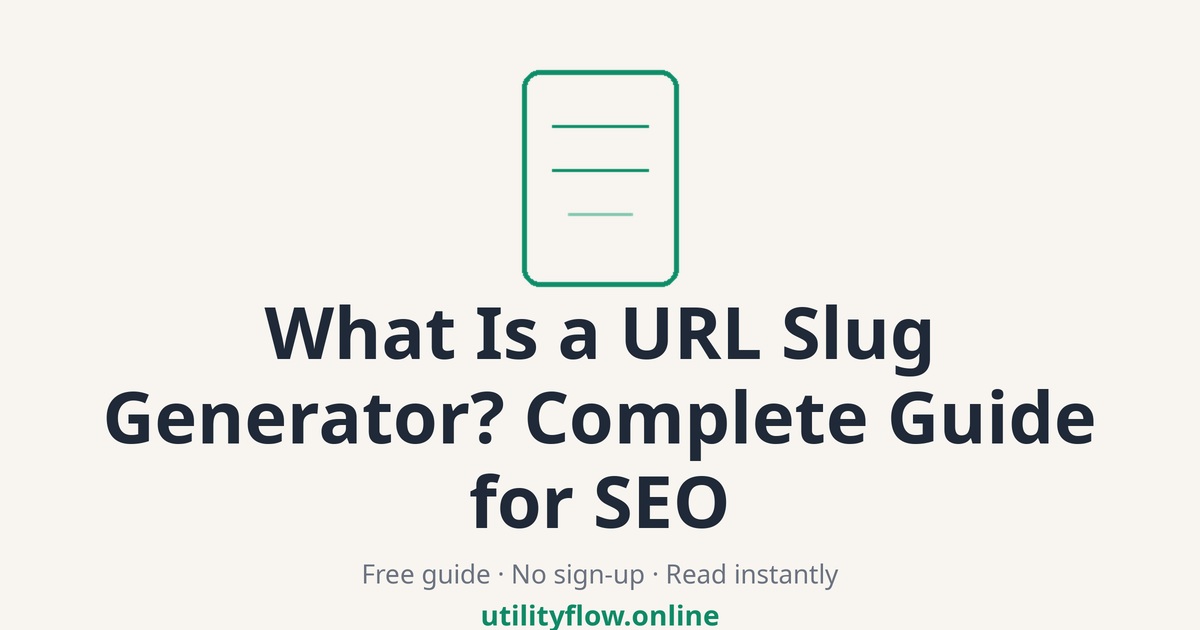 What Is a URL Slug
Generator? Complete Guide
for SEO
Free guide · No sign-up · Read instantly
utilityflow.online